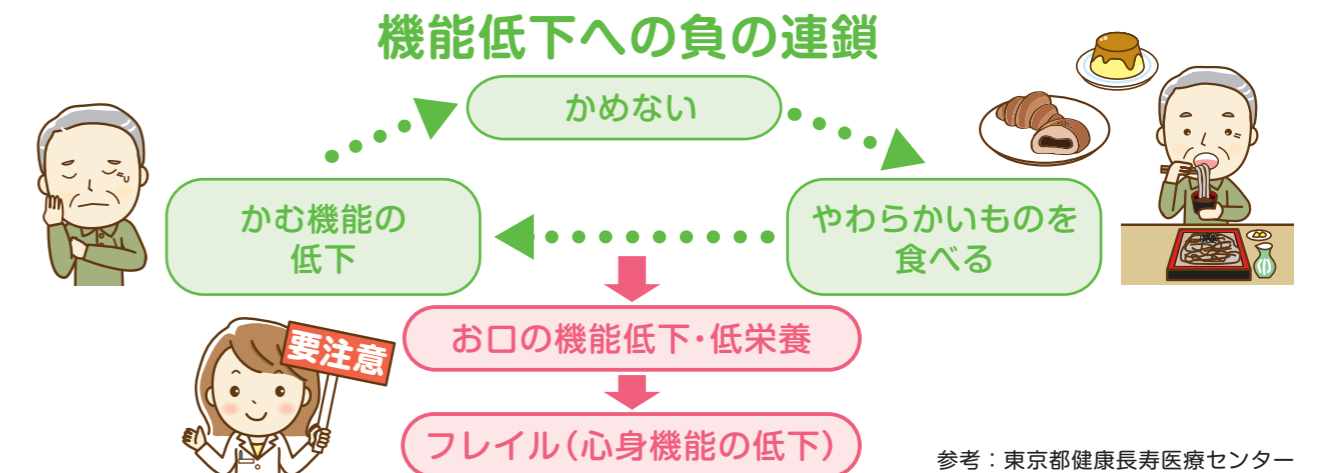 機能低下への負の連鎖
かめない
かむ機能の
低下
やわらかいものを
食べる
お口の機能低下・低栄養
要注意
フレイル（心身機能の低下）
参考：東京都健康長寿医療センター